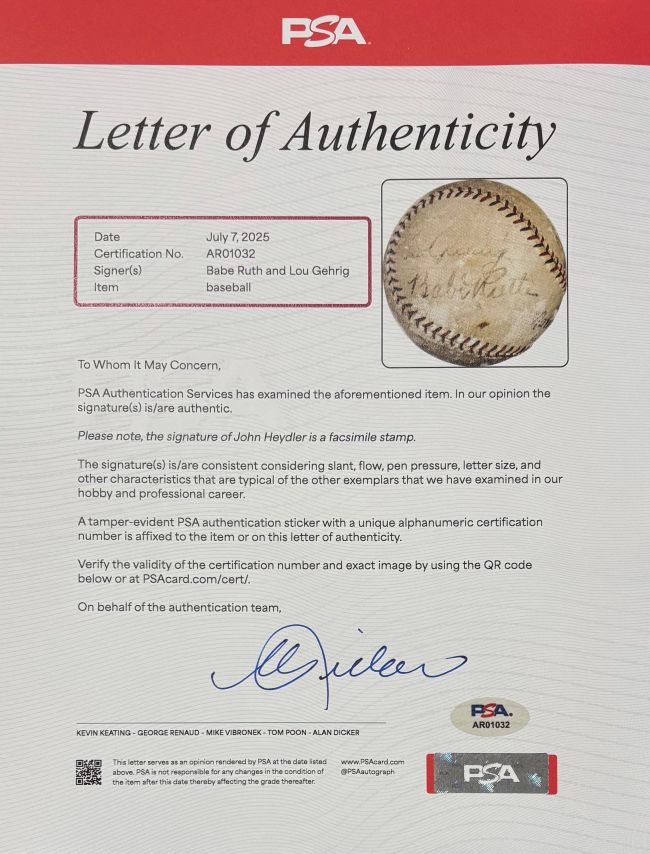 PSA
Letter of Authenticity
Date July 7, 2025
Certification No. AR01032
Signer(s) Babe Ruth and Lou Gehrig
Item baseball
Babe Ruth
To Whom It May Concern,
PSA Authentication Services has examined the aforementioned item. In our opinion the
signature(s) is/are authentic.
Please note, the signature of John Heydler is a facsimile stamp.
The signature(s) is/are consistent considering slant, flow, pen pressure, letter size, and
other characteristics that are typical of the other exemplars that we have examined in our
hobby and professional career.
A tamper-evident PSA authentication sticker with a unique alphanumeric certification
number is affixed to the item or on this letter of authenticity.
Verify the validity of the certification number and exact image by using the QR code
below or at PSAcard.com/cert/.
On behalf of the authentication team,
PSA.
AR01032
KEVIN KEATING - GEORGE RENAUD - MIKE VIBRONEK - TOM POON - ALAN DICKER
This letter serves as an opinion rendered by PSA at the date listed
above. PSA is not responsible for any changes in the condition of
the item after this date thereby affecting the grade thereafter.
www.PSAcard.com
@PSAautograph
PSA